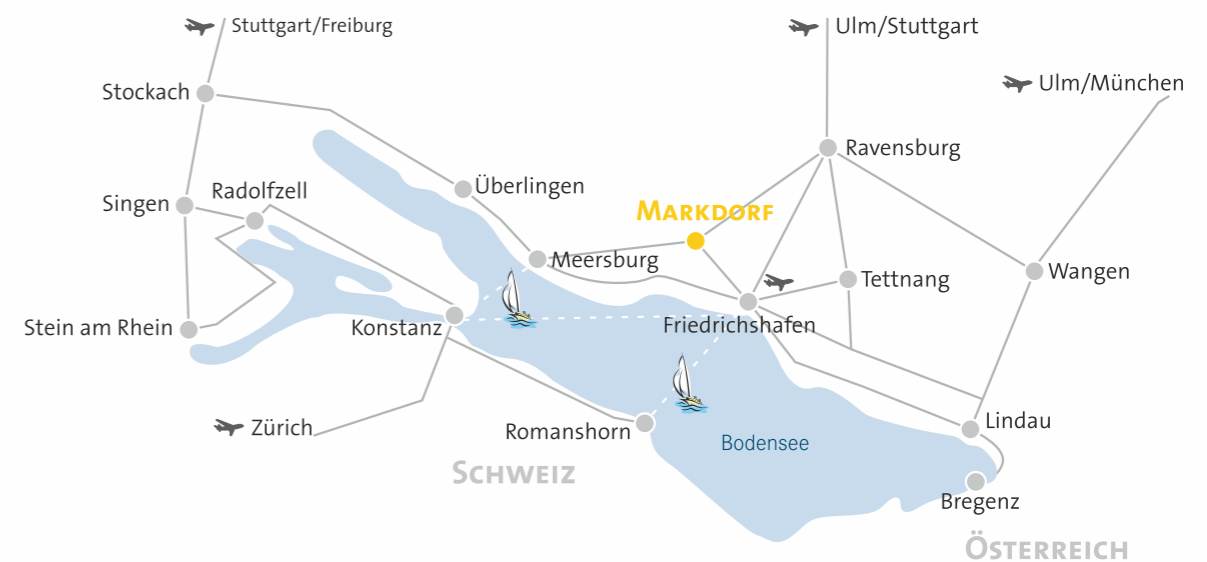 Stuttgart/Freiburg
Ulm/Stuttgart
Ulm/München
Stockach
Ravensburg
Überlingen
Radolfzell
Singen
MARKDORF
Meersburg
Wangen
Tettnang
Stein am Rhein
Konstanz
Friedrichshafen
Zürich
Romanshorn
Lindau
Bodensee
SCHWEIZ
Bregenz
ÖSTERREICH